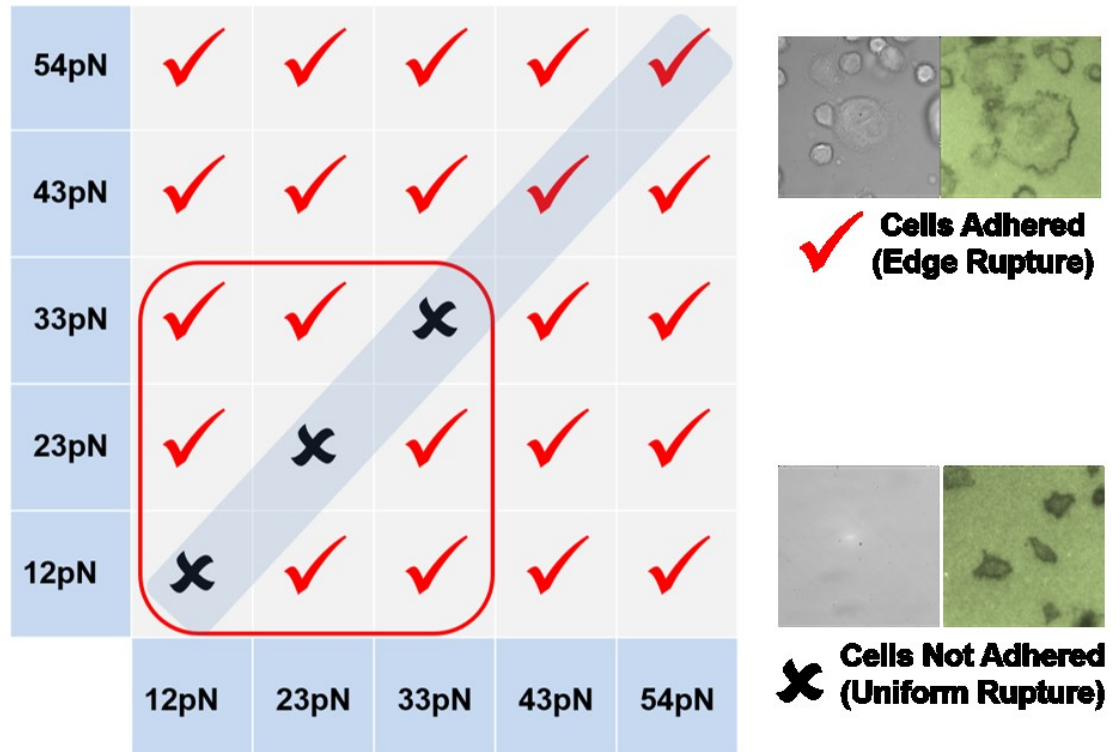 54pN
43pN
33pN
23pN
12pN
12pN 23pN 33pN 43pN 54pN
Cells Adhered
(Edge Rupture)
Cells Not Adhered
(Uniform Rupture)